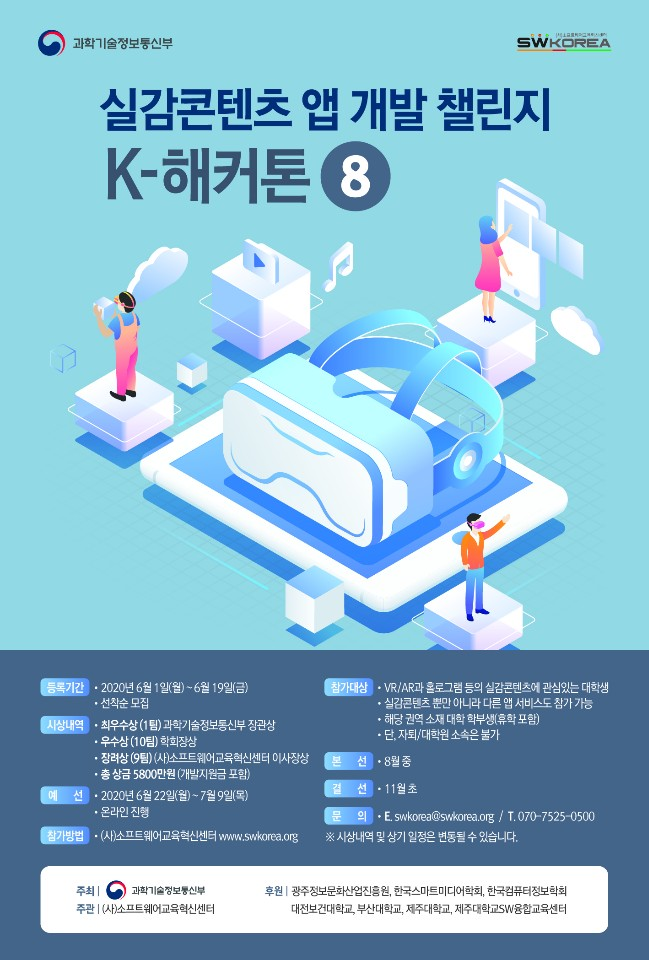 과학기술정보통신부
(사)소프트웨어교육혁신센터
SWKOREA
실감콘텐츠 앱 개발 챌린지
K-해커톤 8
등록기간 • 2020년 6월 1일(월) ~ 6월 19일(금)
• 선착순 모집
시상내역 • 최우수상 (1팀) 과학기술정보통신부 장관상
• 우수상 (10팀) 학회장상
• 장려상 (9팀) (사)소프트웨어교육혁신센터 이사장상
• 총 상금 5800만원 (개발지원금 포함)
예 선 • 2020년 6월 22일(월) ~ 7월 9일(목)
• 온라인 진행
참가방법 • (사)소프트웨어교육혁신센터 www.swkorea.org
참가대상 • VR/AR과 홀로그램 등의 실감콘텐츠에 관심있는 대학생
• 실감콘텐츠 뿐만 아니라 다른 앱 서비스도 참가 가능
• 해당 권역 소재 대학 학부생(휴학 포함)
• 단, 자퇴/대학원 소속은 불가
본 선 • 8월 중
결 선 • 11월 초
문 의 • E. swkorea@swkorea.org / T. 070-7525-0500
※ 시상내역 및 상기 일정은 변동될 수 있습니다.
주최 | 과학기술정보통신부
주관 | (사)소프트웨어교육혁신센터
후원 | 광주정보문화산업진흥원, 한국스마트미디어학회, 한국컴퓨터정보학회
대전보건대학교, 부산대학교, 제주대학교, 제주대학교SW융합교육센터